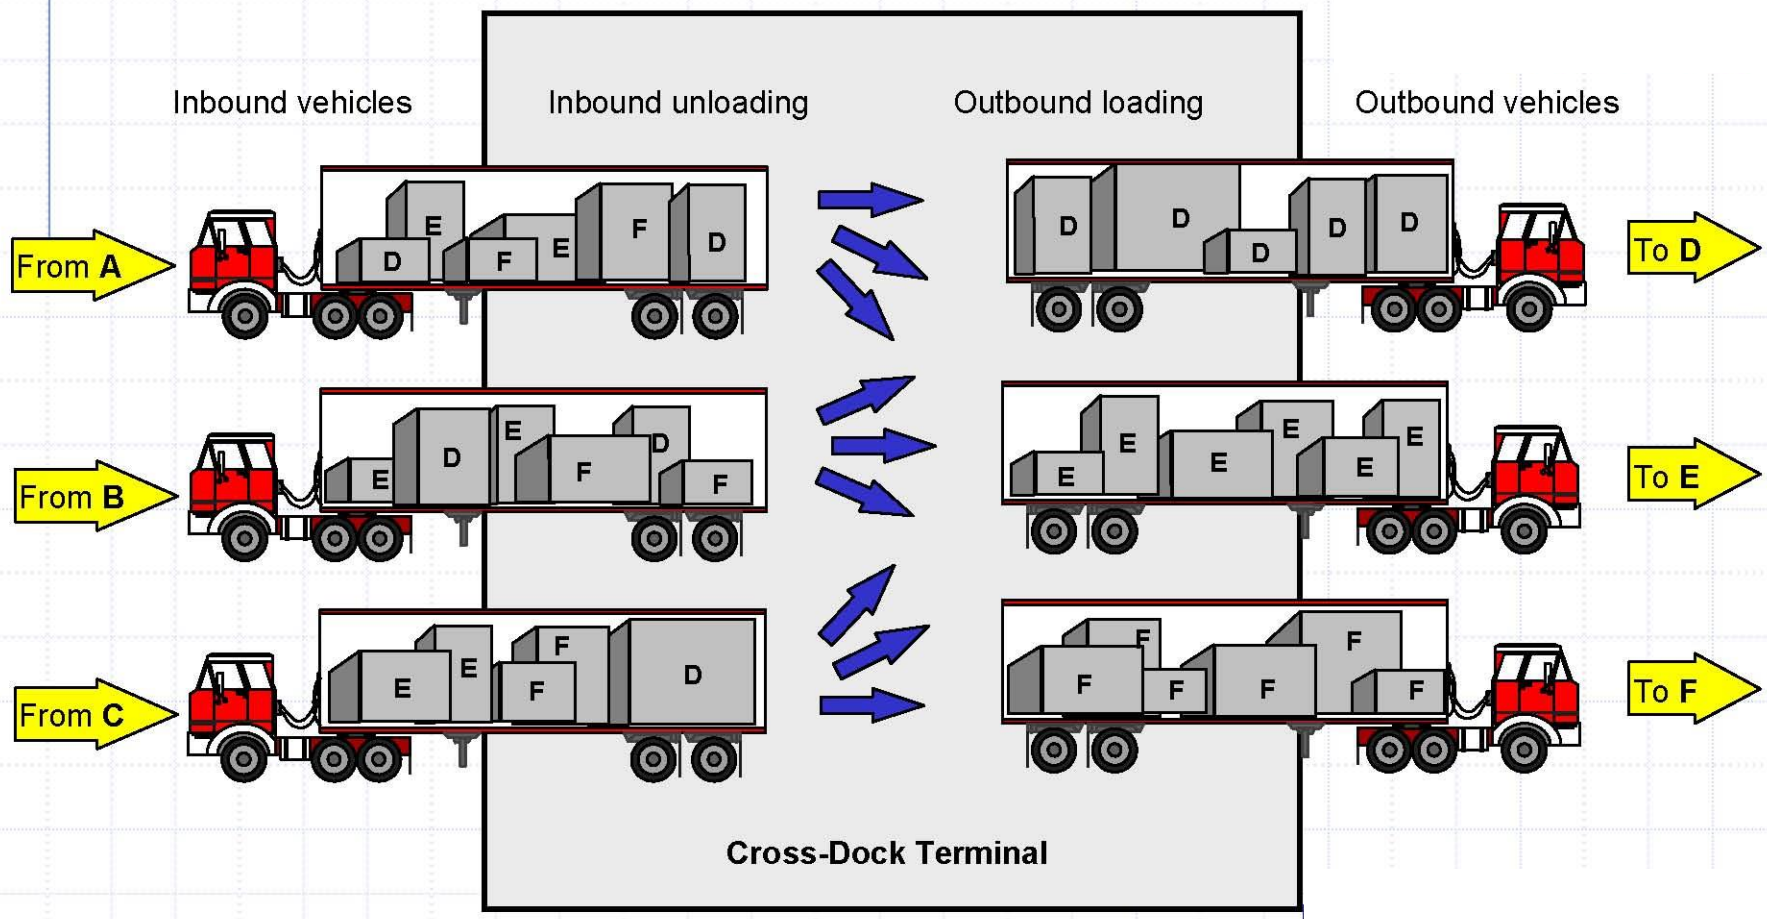 Inbound vehicles
Inbound unloading
Outbound loading
Outbound vehicles
From A
E
D
F
E
F
D
D
D
D
D
D
To D
From B
E
D
E
F
D
F
E
E
E
E
E
E
To E
From C
E
E
F
F
D
F
F
F
F
F
F
To F
Cross-Dock Terminal